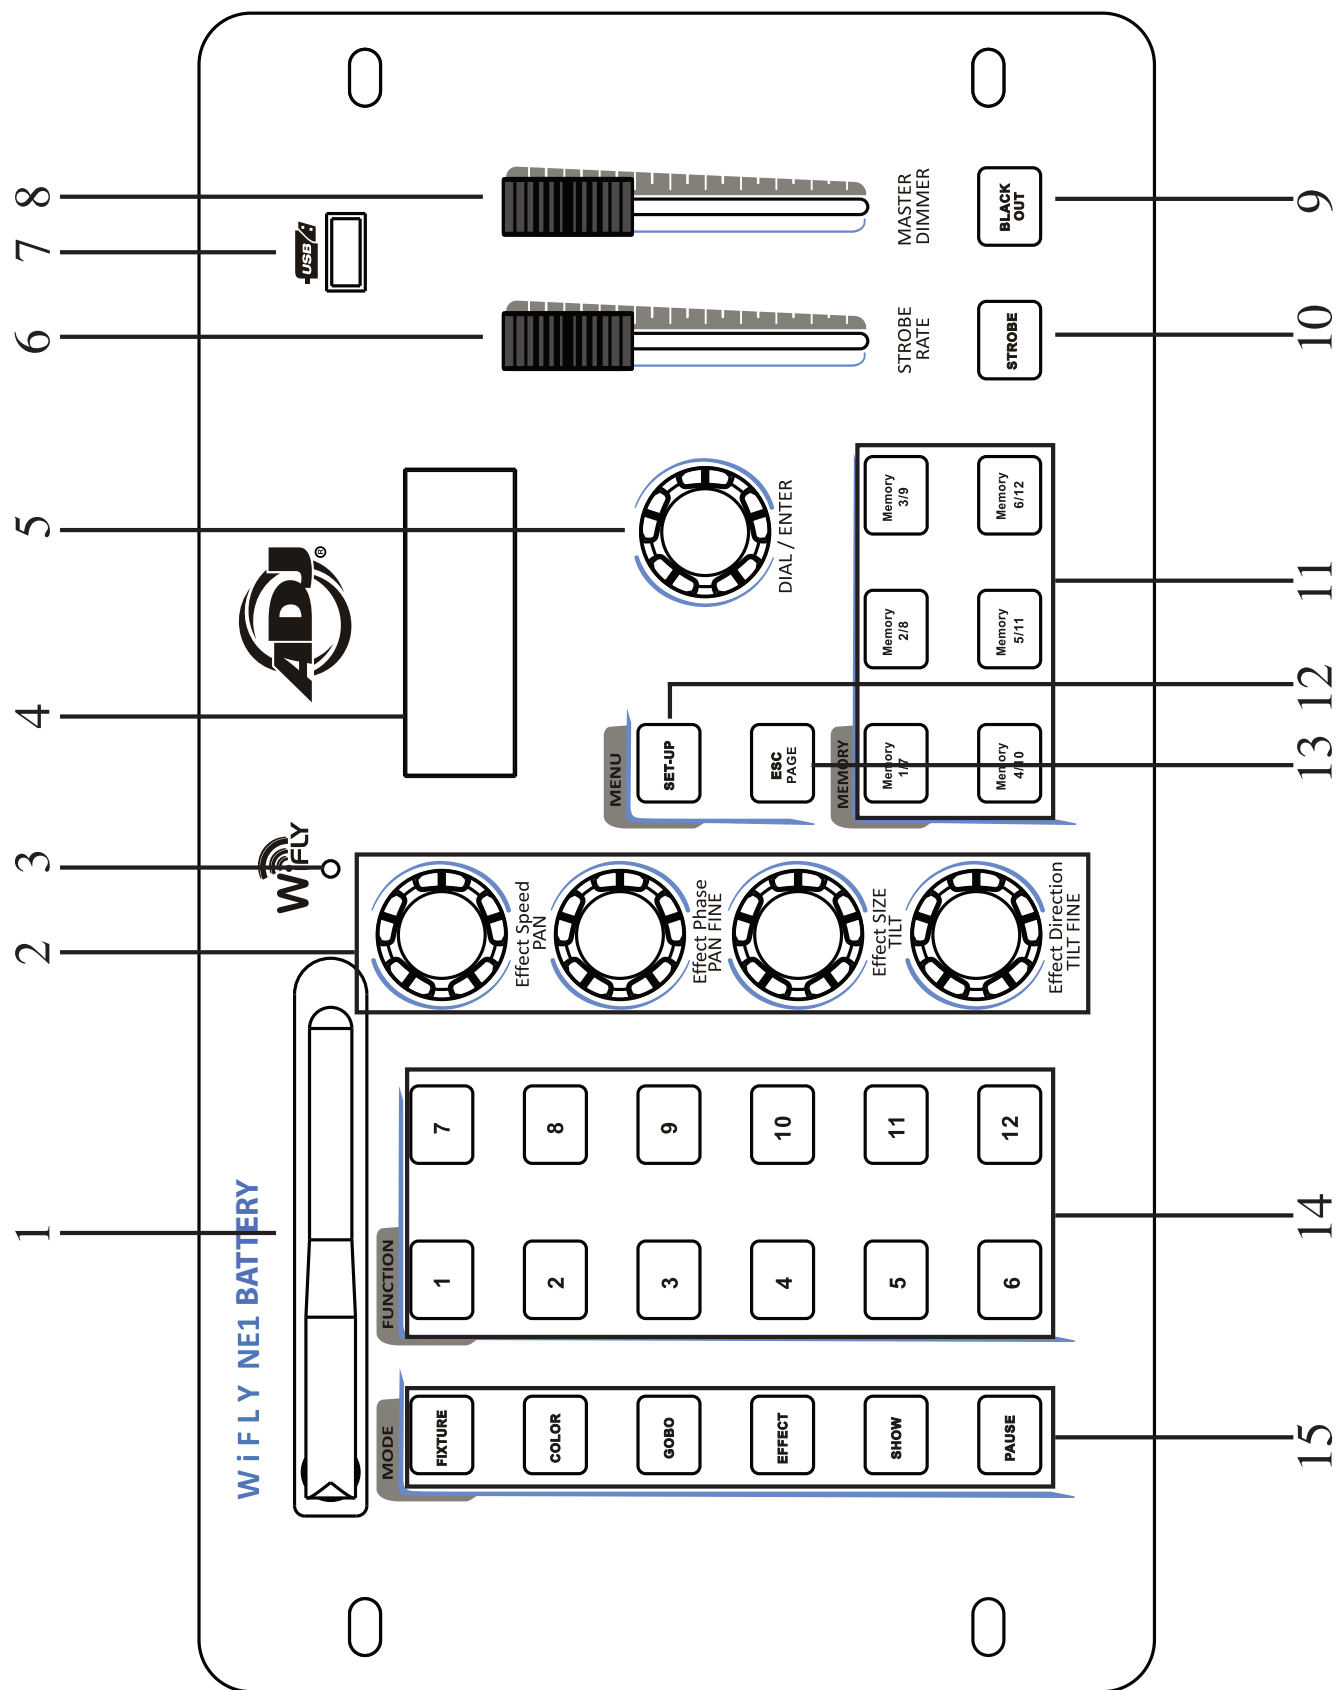 1
2
3
4
5
6
7
8
WiFLY NE1 BATTERY
WiFLY
ADJ
®
USB
MODE
FIXTURE
COLOR
GOBO
EFFECT
SHOW
PAUSE
FUNCTION
1
7
2
8
3
9
4
10
5
11
6
12
Effect Speed
PAN
Effect Phase
PAN FINE
Effect SIZE
TILT
Effect Direction
TILT FINE
MENU
SET-UP
ESC
PAGE
DIAL / ENTER
MEMORY
Memory
1/7
Memory
2/8
Memory
3/9
Memory
4/10
Memory
5/11
Memory
6/12
STROBE
RATE
MASTER
DIMMER
STROBE
BLACK
OUT
15
14
13
12
11
10
9